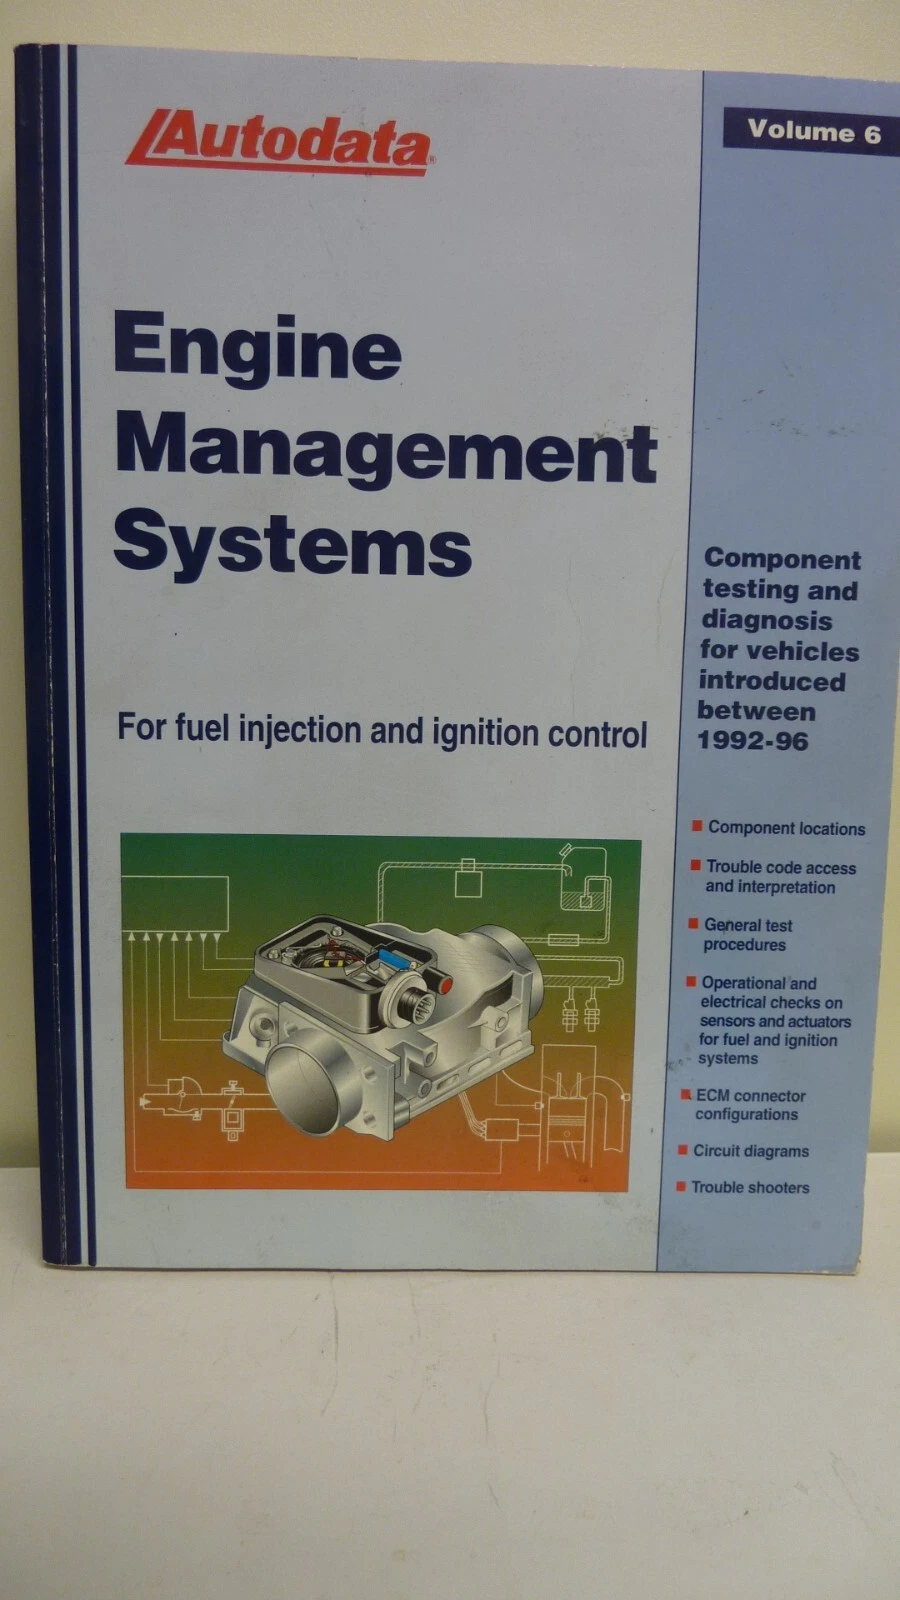 Autodata®
Volume 6
Engine
Management
Systems
For fuel injection and ignition control
Component
testing and
diagnosis
for vehicles
introduced
between
1992-96
Component locations
Trouble code access
and interpretation
General test
procedures
Operational and
electrical checks on
sensors and actuators
for fuel and ignition
systems
ECM connector
configurations
Circuit diagrams
Trouble shooters